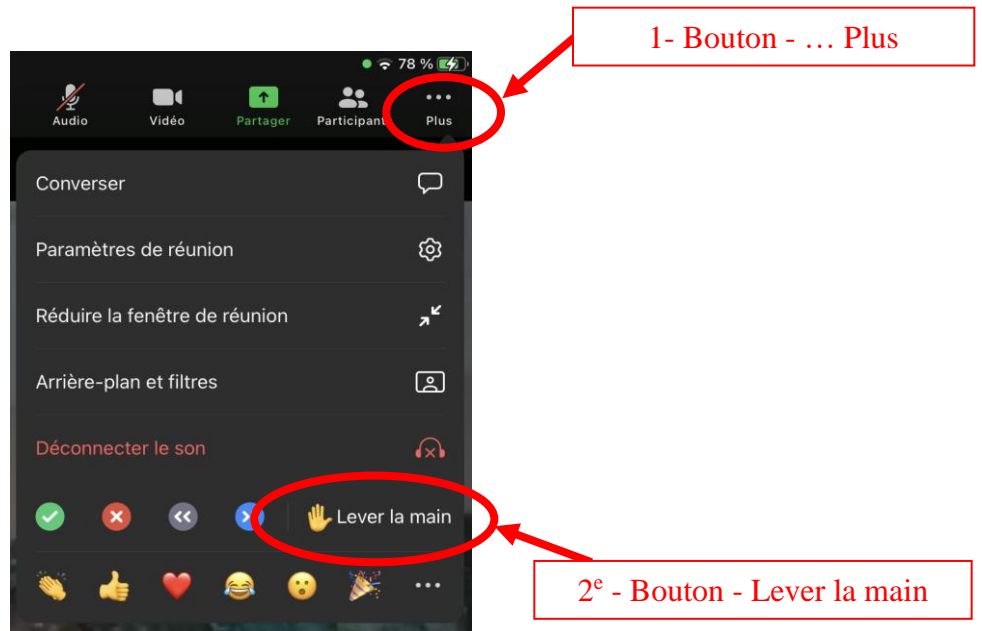 1- Bouton - … Plus
78 %
Audio Vidéo Partager Participant Plus
Converser
Paramètres de réunion
Réduire la fenêtre de réunion
Arrière-plan et filtres
Déconnecter le son
Lever la main
2e - Bouton - Lever la main